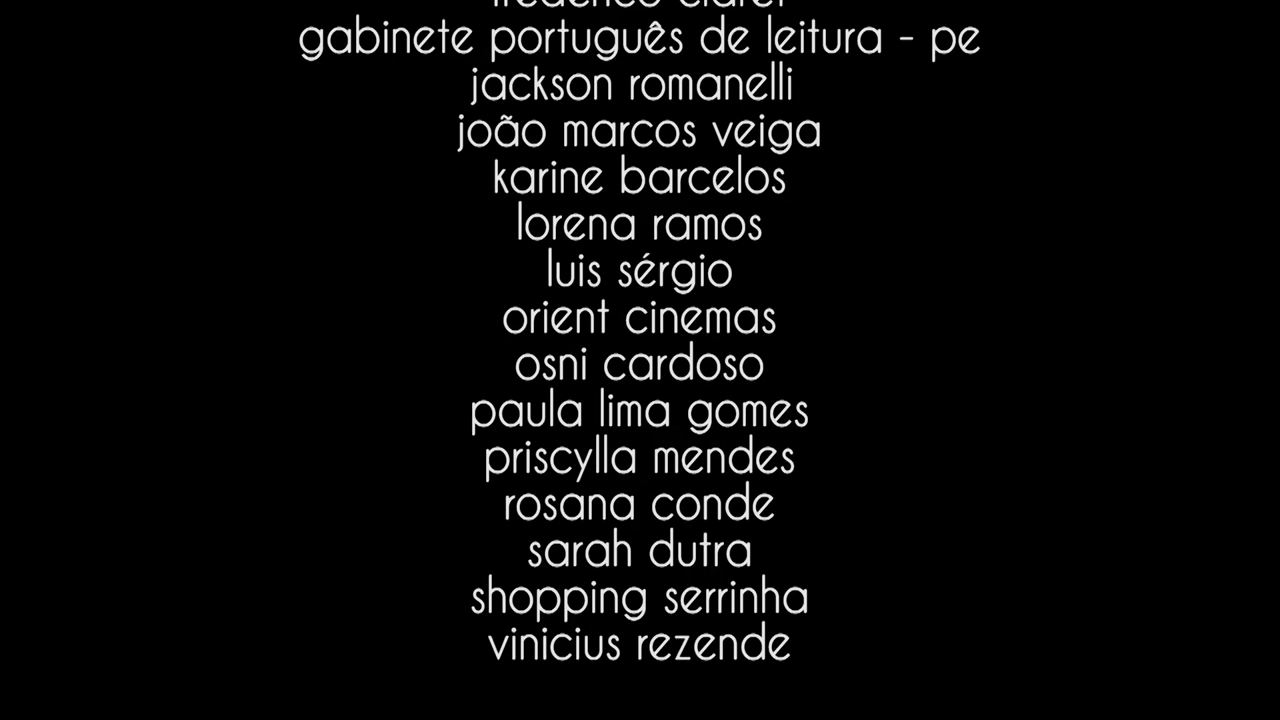 gabinete português de leitura - pe
jackson romanelli
joão marcos veiga
karine barcelos
lorena ramos
luis sérgio
orient cinemas
osni cardoso
paula lima gomes
priscylla mendes
rosana conde
sarah dutra
shopping serrinha
vinicius rezende